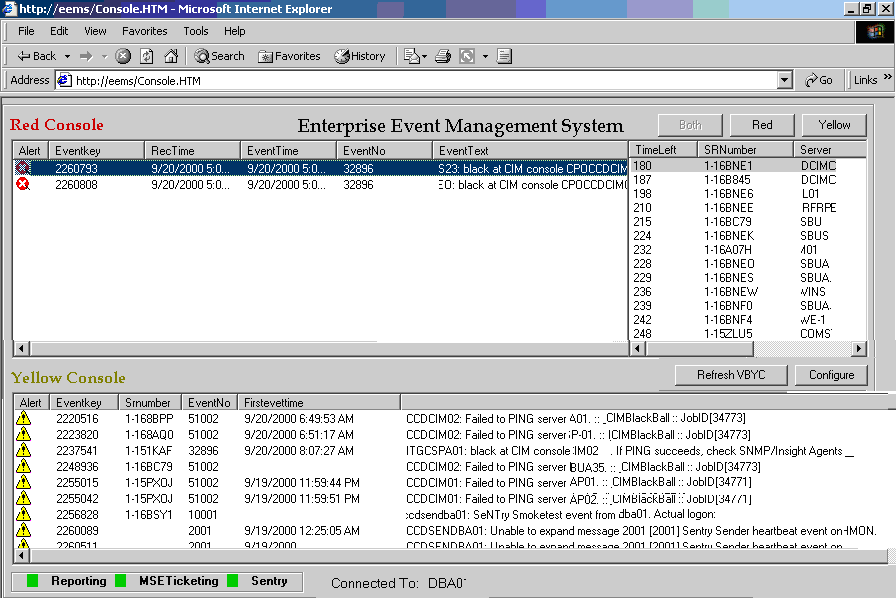 http://eems/Console.HTM - Microsoft Internet Explorer
File Edit View Favorites Tools Help
Back Search Favorites History
Address http://eems/Console.HTM Go Links »
Red Console Enterprise Event Management System Both Red Yellow
Alert Eventkey RecTime EventTime EventNo EventText TimeLeft SRNumber Server
2260793 9/20/2000 5:0... 9/20/2000 5:0... 32896 S23: black at CIM console CPOCCDCIM
2260808 9/20/2000 5:0... 9/20/2000 5:0... 32896 EO: black at CIM console CPOCCDCIM
180 1-16BNE1 DCIMC
187 1-16B845 DCIMC
198 1-16BNE6 L01
210 1-16BNEE RFRPE
215 1-16BC79 SBU
224 1-16BNEK SBUS
232 1-16A07H M01
228 1-16BNEO SBUA
229 1-16BNES SBUA.
236 1-16BNEW WINS
239 1-16BNF0 SBUA
242 1-16BNF4 WE-1
248 1-15ZLU5 COMS
Yellow Console Refresh VBYC Configure
Alert Eventkey Srnumber EventNo Firstevettime
2220516 1-168BPP 51002 9/20/2000 6:49:53 AM CCDCIM02: Failed to PING server A01. :: _CIMBlackBall :: JobID[34773]
2223820 1-168AQ0 51002 9/20/2000 6:51:17 AM CCDCIM02: Failed to PING server P-01. :: (CIMBlackBall :: JobID[34773]
2237541 1-151KAF 32896 9/20/2000 8:07:27 AM ITGCSPA01: black at CIM console IM02 . If PING succeeds, check SNMP/Insight Agents __
2248936 1-16BC79 51002 CCDCIM02: Failed to PING server BUA35. :: _CIMBlackBall :: JobID[34773]
2255015 1-15PXOJ 51002 9/19/2000 11:59:44 PM CCDCIM01: Failed to PING server AP01. :: _CIMBlackBall :: JobID[34771]
2255042 1-15PXOJ 51002 9/19/2000 11:59:51 PM CCDCIM01: Failed to PING server AP02. :: _CIMBlackBall :: JobID[34771]
2256828 1-16BSY1 10001 ccdsendba01: SeNTry Smoketest event from dba01. Actual logon:
2260089 2001 9/19/2000 12:25:05 AM CCDSENDBA01: Unable to expand message 2001 [2001] Sentry Sender heartbeat event on HMON.
2260511 2001 9/19/2000 CCDSENDBA01: Unable to expand message 2001 [2001] Sentry Sender heartbeat event on
Reporting MSETicketing Sentry Connected To: DBA0